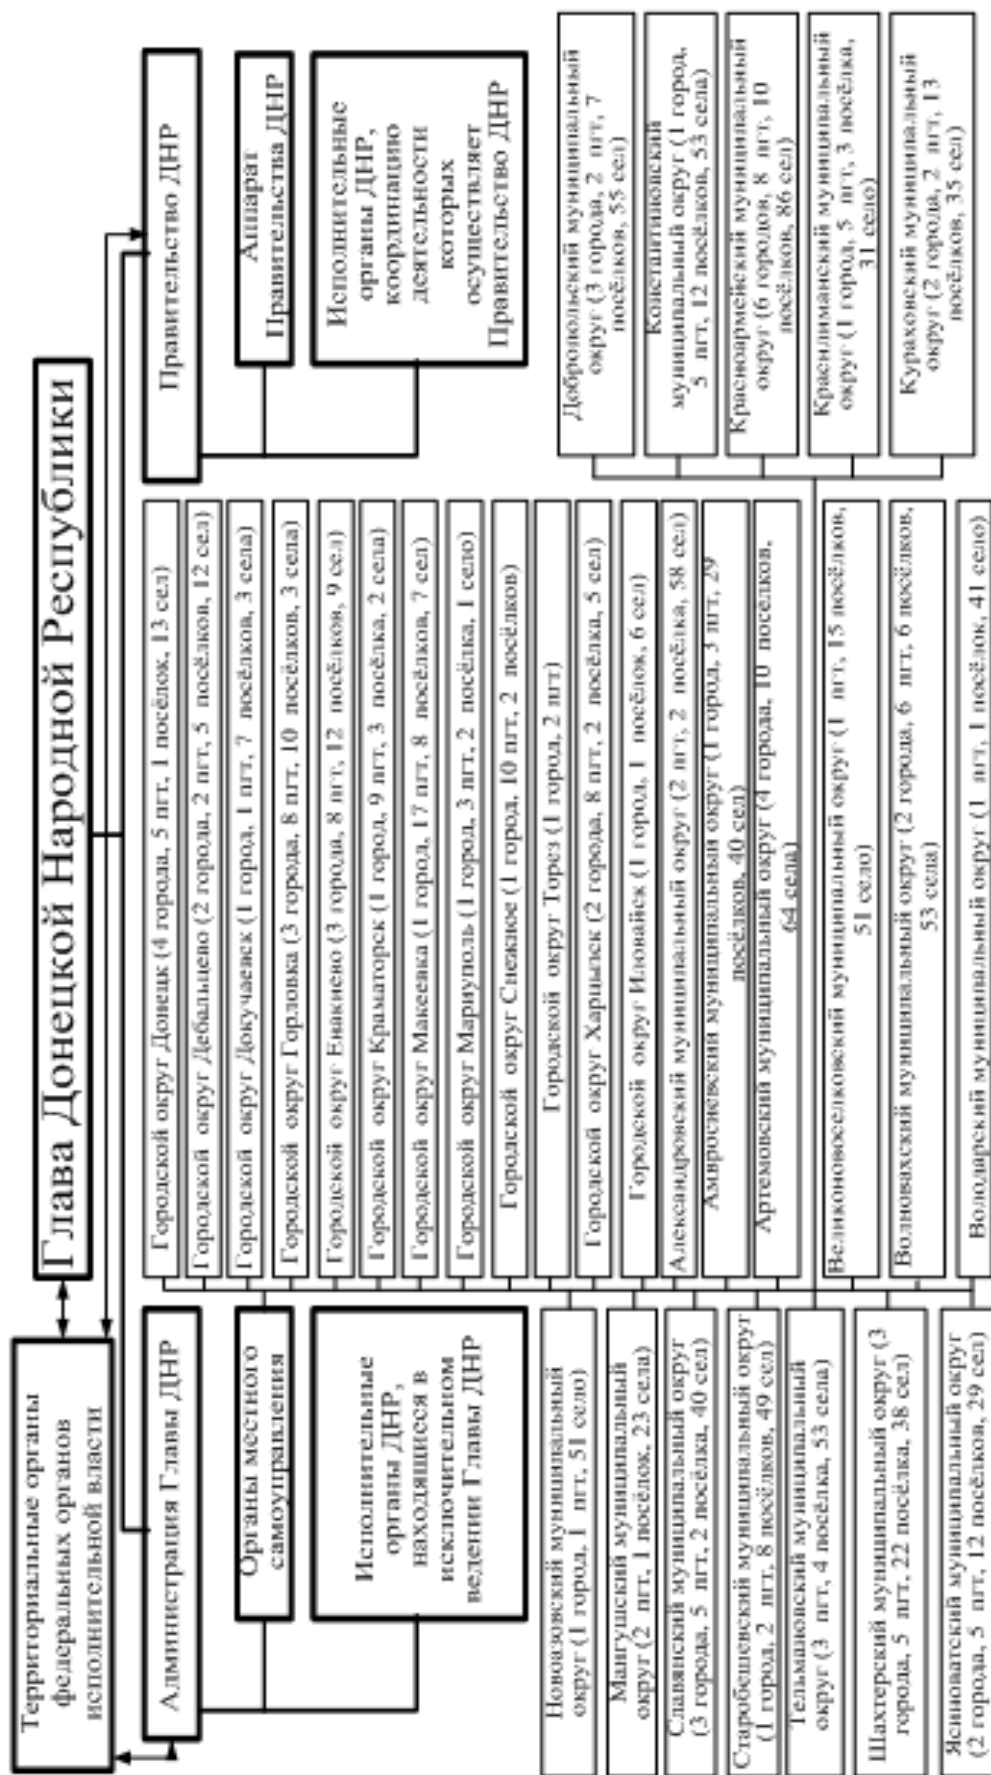 Глава Донецкой Народной Республики
Территориальные органы
федеральных органов
исполнительной власти
Администрация Главы ДНР
Правительство ДНР
Органы местного
самоуправления
Исполнительные
органы ДНР,
находящиеся в
исключительном
ведении Главы ДНР
Аппарат
Правительства ДНР
Исполнительные
органы ДНР,
координацию
деятельности
которых
осуществляет
Правительство ДНР
Городской округ Донецк (4 города, 5 пгт, 1 посёлок, 13 сел)
Городской округ Дебальцево (2 города, 2 пгт, 5 посёлков, 12 сел)
Городской округ Докучаевск (1 город, 1 пгт, 7 посёлков, 3 села)
Городской округ Горловка (3 города, 8 пгт, 10 посёлков, 3 села)
Городской округ Енакиево (3 города, 8 пгт, 12 посёлков, 9 сел)
Городской округ Краматорск (1 город, 9 пгт, 3 посёлка, 2 села)
Городской округ Макеевка (1 город, 17 пгт, 8 посёлков, 7 сел)
Городской округ Мариуполь (1 город, 3 пгт, 2 посёлка, 1 село)
Городской округ Снежное (1 город, 10 пгт, 2 посёлков)
Городской округ Торез (1 город, 2 пгт)
Городской округ Харцызск (2 города, 8 пгт, 2 посёлка, 5 сел)
Городской округ Иловайск (1 город, 1 посёлок, 6 сел)
Александровский муниципальный округ (2 пгт, 2 посёлка, 58 сел)
Амвросиевский муниципальный округ (1 город, 3 пгт, 29
посёлков, 40 сел)
Артемовский муниципальный округ (4 города, 10 поселков,
64 села)
Великоновоселковский муниципальный округ (1 пгт, 15 посёлков,
51 село)
Волновахский муниципальный округ (2 города, 6 пгт, 6 посёлков,
53 села)
Володарский муниципальный округ (1 пгт, 1 посёлок, 41 село)
Новоазовский муниципальный
округ (1 город, 1 пгт, 51 село)
Мангушский муниципальный
округ (2 пгт, 1 посёлок, 23 села)
Славянский муниципальный округ
(3 города, 5 пгт, 2 посёлка, 40 сел)
Старобешевский муниципальный округ
(1 город, 2 пгт, 8 посёлков, 49 сел)
Тельмановский муниципальный
округ (3 пгт, 4 посёлка, 53 села)
Шахтерский муниципальный округ (3
города, 5 пгт, 22 посёлка, 38 сел)
Ясиноватский муниципальный округ
(2 города, 5 пгт, 12 посёлков, 29 сел)
Добропольский муниципальный
округ (3 города, 2 пгт, 7
посёлков, 55 сел)
Константиновский
муниципальный округ (1 город,
5 пгт, 12 посёлков, 53 села)
Красноармейский муниципальный
округ (6 городов, 8 пгт, 10
посёлков, 86 сел)
Краснлиманский муниципальный
округ (1 город, 5 пгт, 3 посёлка,
31 село)
Кураховский муниципальный
округ (2 города, 2 пгт, 13
посёлков, 35 сел)